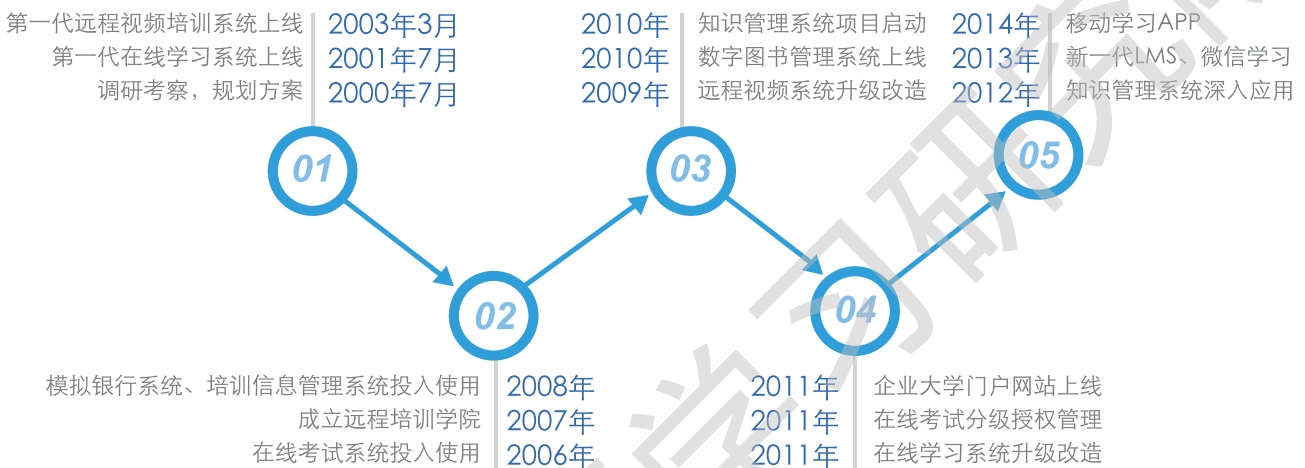 第一代远程视频培训系统上线 2003年3月
第一代在线学习系统上线 2001年7月
调研考察，规划方案 2000年7月
01
2010年 知识管理系统项目启动
2010年 数字图书管理系统上线
2009年 远程视频系统升级改造
03
2014年 移动学习APP
2013年 新一代LMS、微信学习
2012年 知识管理系统深入应用
05
02
模拟银行系统、培训信息管理系统投入使用 2008年
成立远程培训学院 2007年
在线考试系统投入使用 2006年
04
2011年 企业大学门户网站上线
2011年 在线考试分级授权管理
2011年 在线学习系统升级改造
学习研究